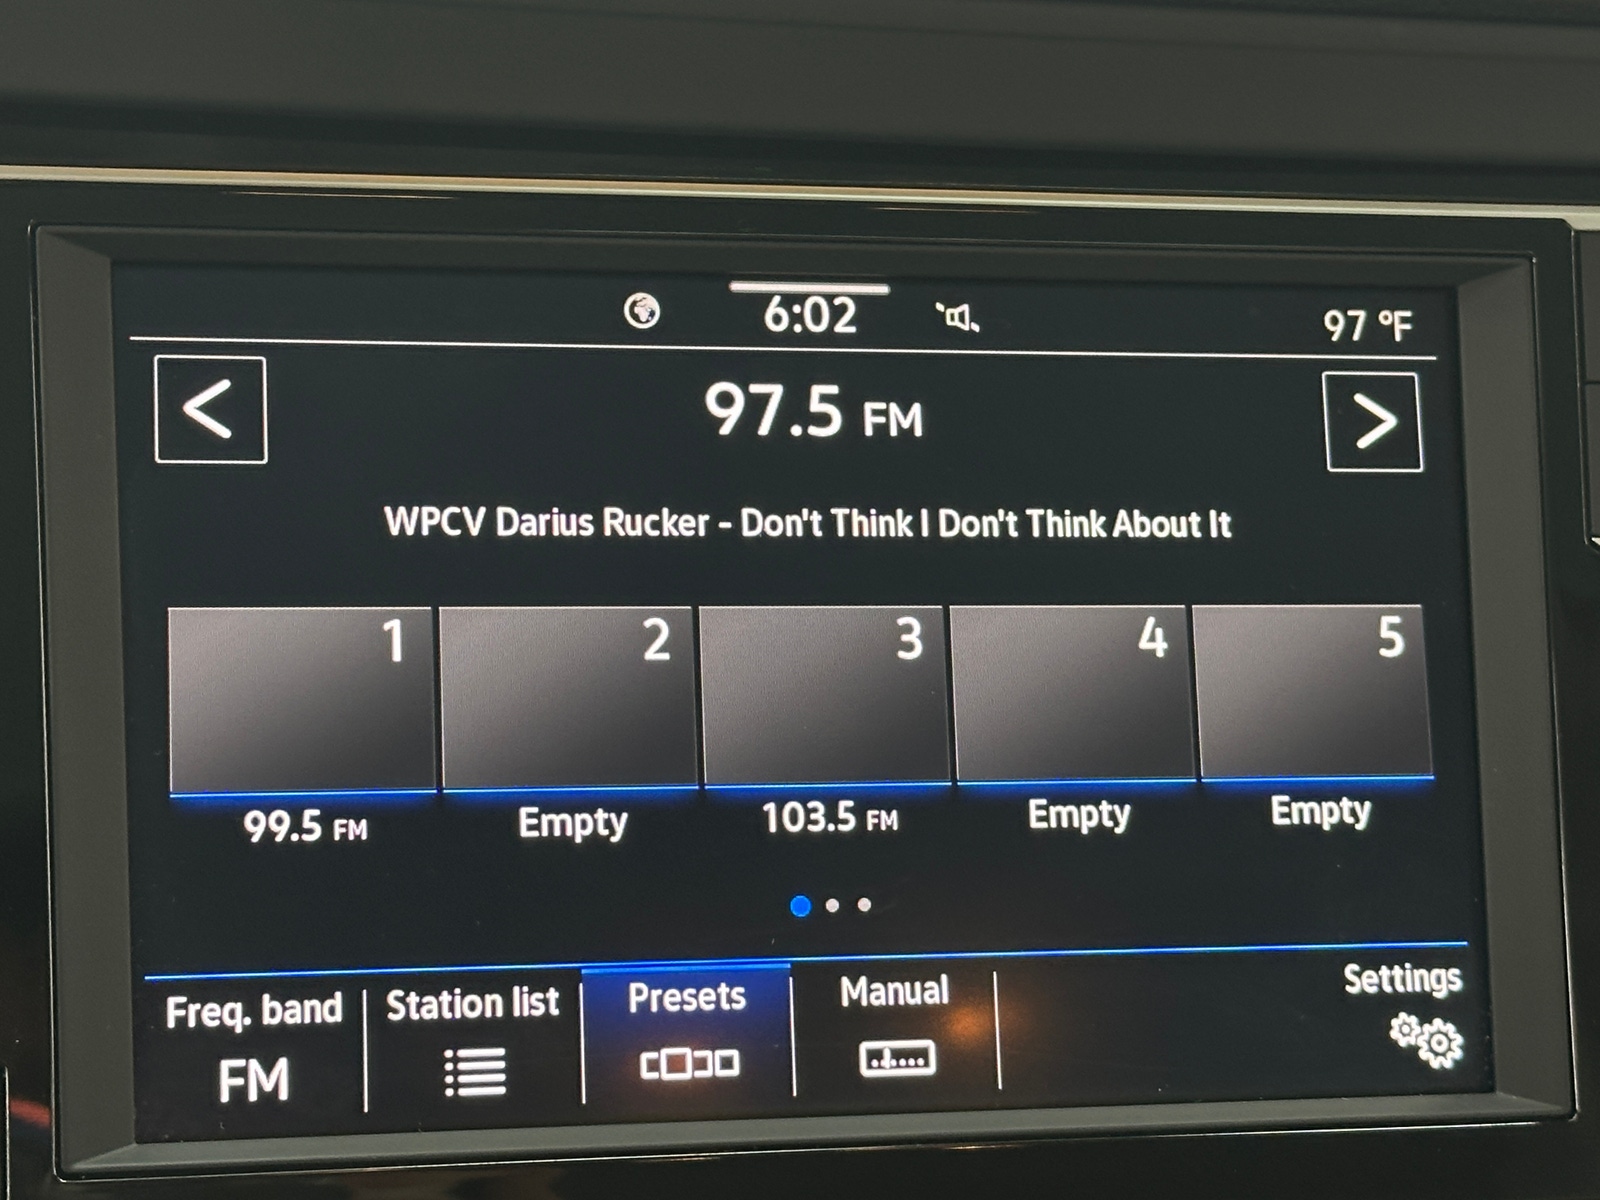 6:02
97 °F
<
97.5 FM
>
WPCV Darius Rucker - Don't Think I Don't Think About It
1
2
3
4
5
99.5 FM
Empty
103.5 FM
Empty
Empty
Freq. band
Station list
Presets
Manual
Settings
FM